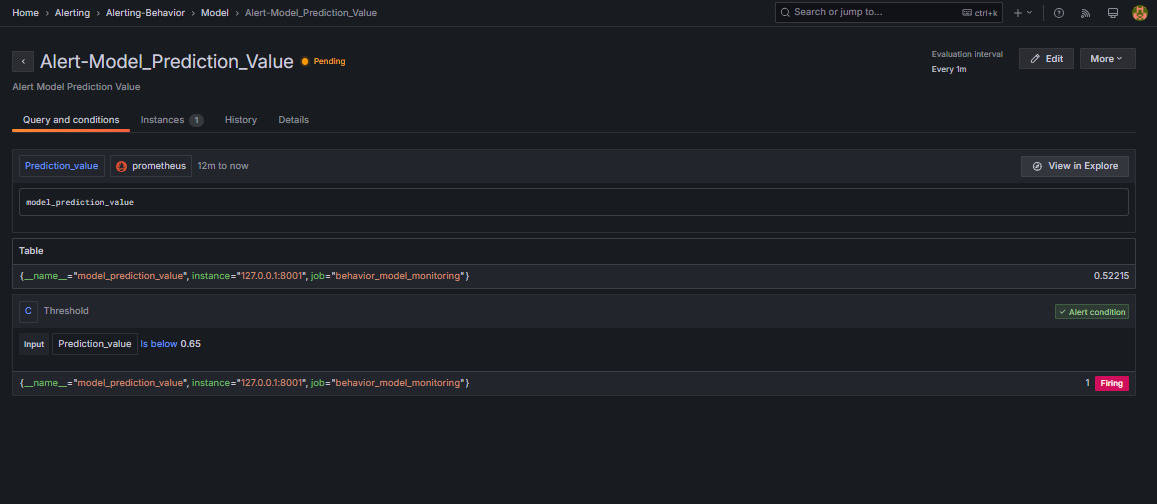 Home › Alerting › Alerting-Behavior › Model › Alert-Model_Prediction_Value
Search or jump to... ctrl+k
Alert-Model_Prediction_Value Pending
Evaluation interval
Every 1m
Edit
More
Alert Model Prediction Value
Query and conditions Instances 1 History Details
Prediction_value prometheus 12m to now View in Explore
model_prediction_value
Table
{__name__="model_prediction_value", instance="127.0.0.1:8001", job="behavior_model_monitoring"} 0.52215
C Threshold Alert condition
Input Prediction_value Is below 0.65
{__name__="model_prediction_value", instance="127.0.0.1:8001", job="behavior_model_monitoring"} 1 Firing